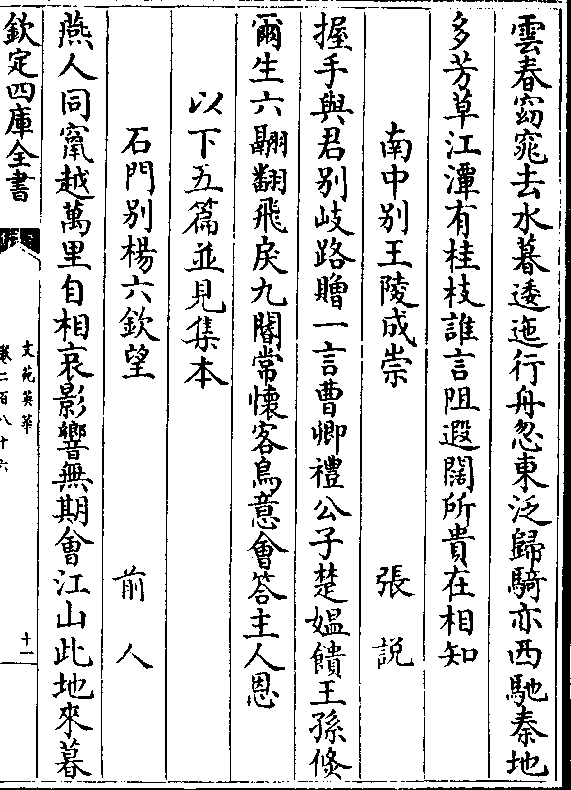 雲春窈窕去水暮逶迤行舟忽東泛歸騎亦西馳秦地
多芳草江潭有桂枝誰言阻遐闊所貴在相知
南中別王陵成崇 張說
握手與君別岐路贈一言曹卿禮公子楚媪饋王孫倐
爾生六翮翻飛戾九閽常懷客鳥意會答主人恩
以下五篇並見集本
石門別楊六欽望 前人
燕人同竄越萬里自相哀影響無期會江山此地來暮
欽定四庫全書
文苑英華
卷二百八十六
十一